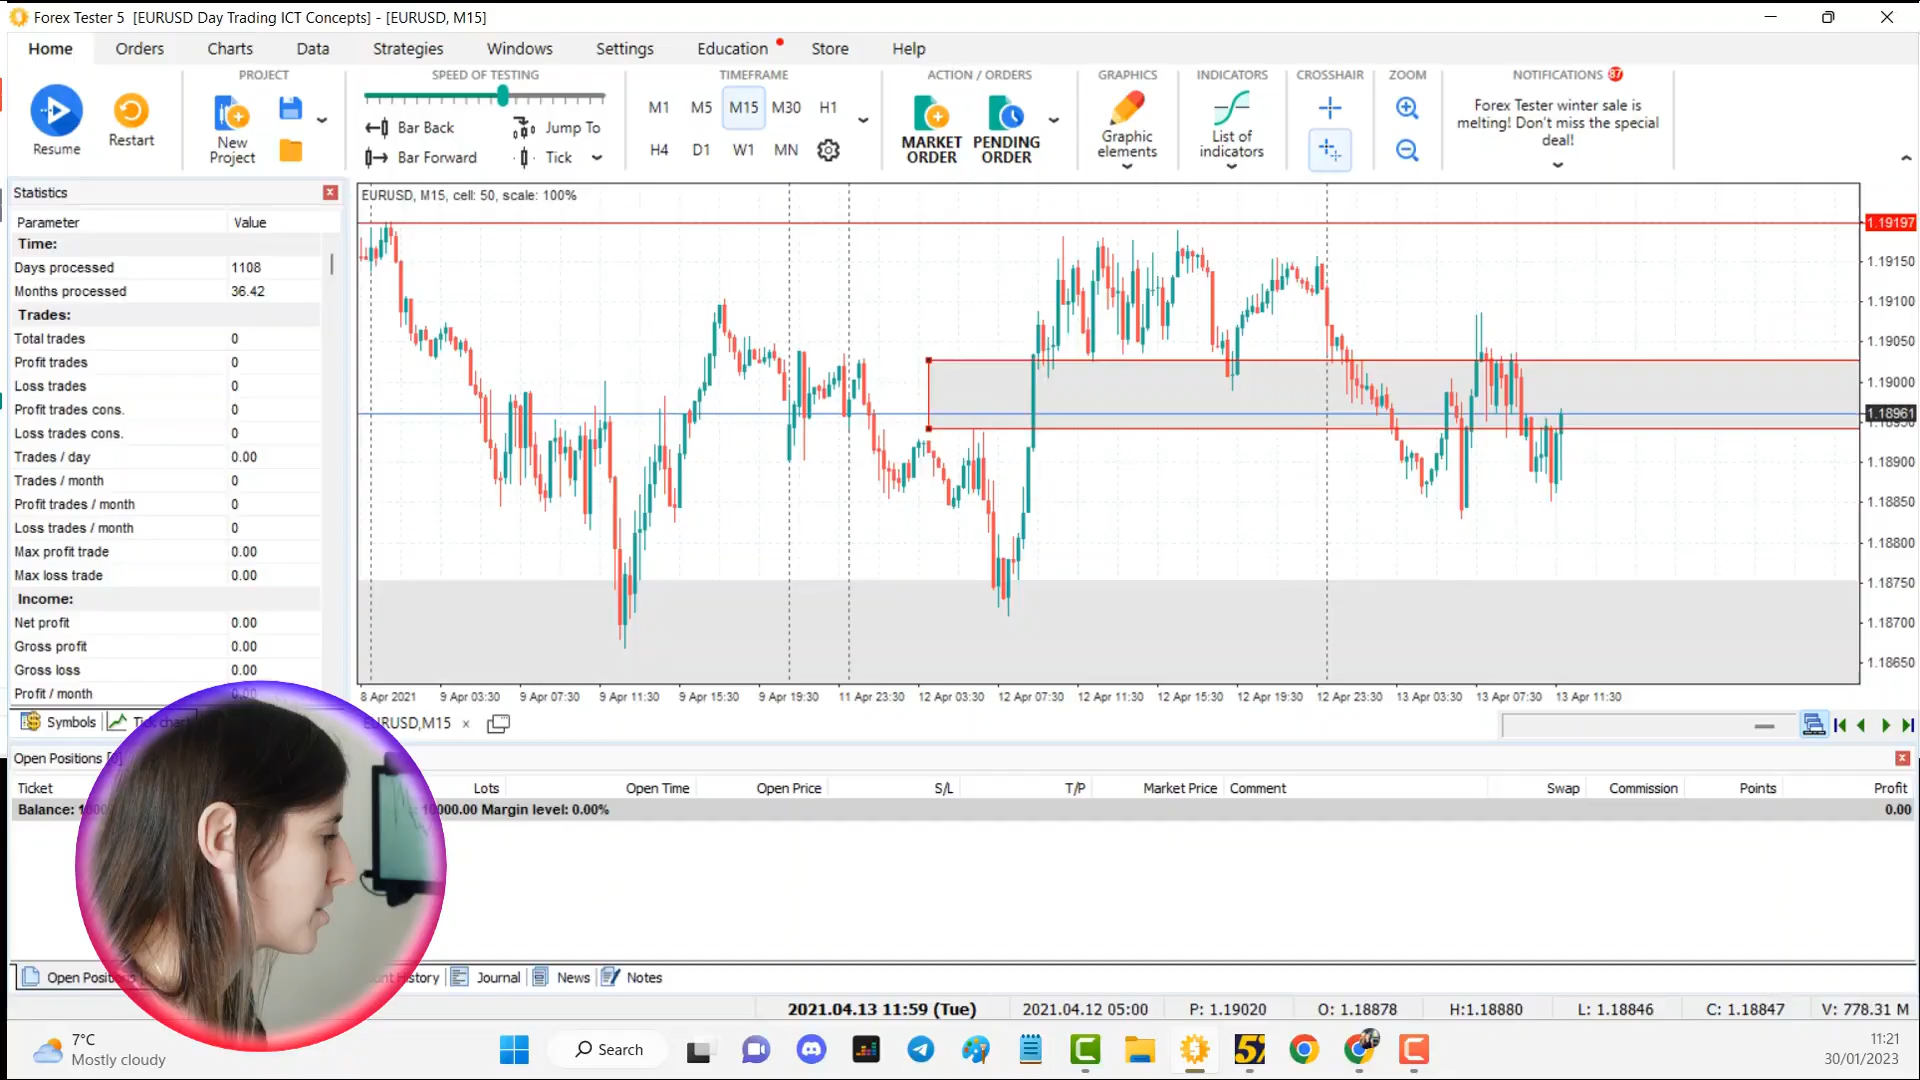 Forex Tester 5 [EURUSD Day Trading ICT Concepts] - [EURUSD, M15]
Home Orders Charts Data Strategies Windows Settings Education Store Help
PROJECT SPEED OF TESTING TIMEFRAME ACTION / ORDERS GRAPHICS INDICATORS CROSSHAIR ZOOM NOTIFICATIONS 87
Resume
Restart
New Project
Bar Back
Jump To
Bar Forward
Tick
M1 M5 M15 M30 H1
H4 D1 W1 MN
MARKET ORDER
PENDING ORDER
Graphic elements
List of indicators
Forex Tester winter sale is
melting! Don't miss the special
deal!
Statistics
Parameter Value
Time:
Days processed 1108
Months processed 36.42
Trades:
Total trades 0
Profit trades 0
Loss trades 0
Profit trades cons. 0
Loss trades cons. 0
Trades / day 0.00
Trades / month 0
Profit trades / month 0
Loss trades / month 0
Max profit trade 0.00
Max loss trade 0.00
Income:
Net profit 0.00
Gross profit 0.00
Gross loss 0.00
Profit / month
Symbols
EURUSD, M15, cell: 50, scale: 100%
1.19197
1.19150
1.19100
1.19050
1.19000
1.18961
1.18900
1.18850
1.18800
1.18750
1.18700
1.18650
8 Apr 2021 9 Apr 03:30 9 Apr 07:30 9 Apr 11:30 9 Apr 15:30 9 Apr 19:30 11 Apr 23:30 12 Apr 03:30 12 Apr 07:30 12 Apr 11:30 12 Apr 15:30 12 Apr 19:30 12 Apr 23:30 13 Apr 03:30 13 Apr 07:30 13 Apr 11:30
EURUSD,M15
Open Positions
Ticket Lots Open Time Open Price S/L T/P Market Price Comment Swap Commission Points Profit
Balance: 10000.00 Margin level: 0.00% 0.00
Open History Journal News Notes
2021.04.13 11:59 (Tue) 2021.04.12 05:00 P: 1.19020 O: 1.18878 H:1.18880 L: 1.18846 C: 1.18847 V: 778.31 M
7°C
Mostly cloudy
Search
11:21
30/01/2023